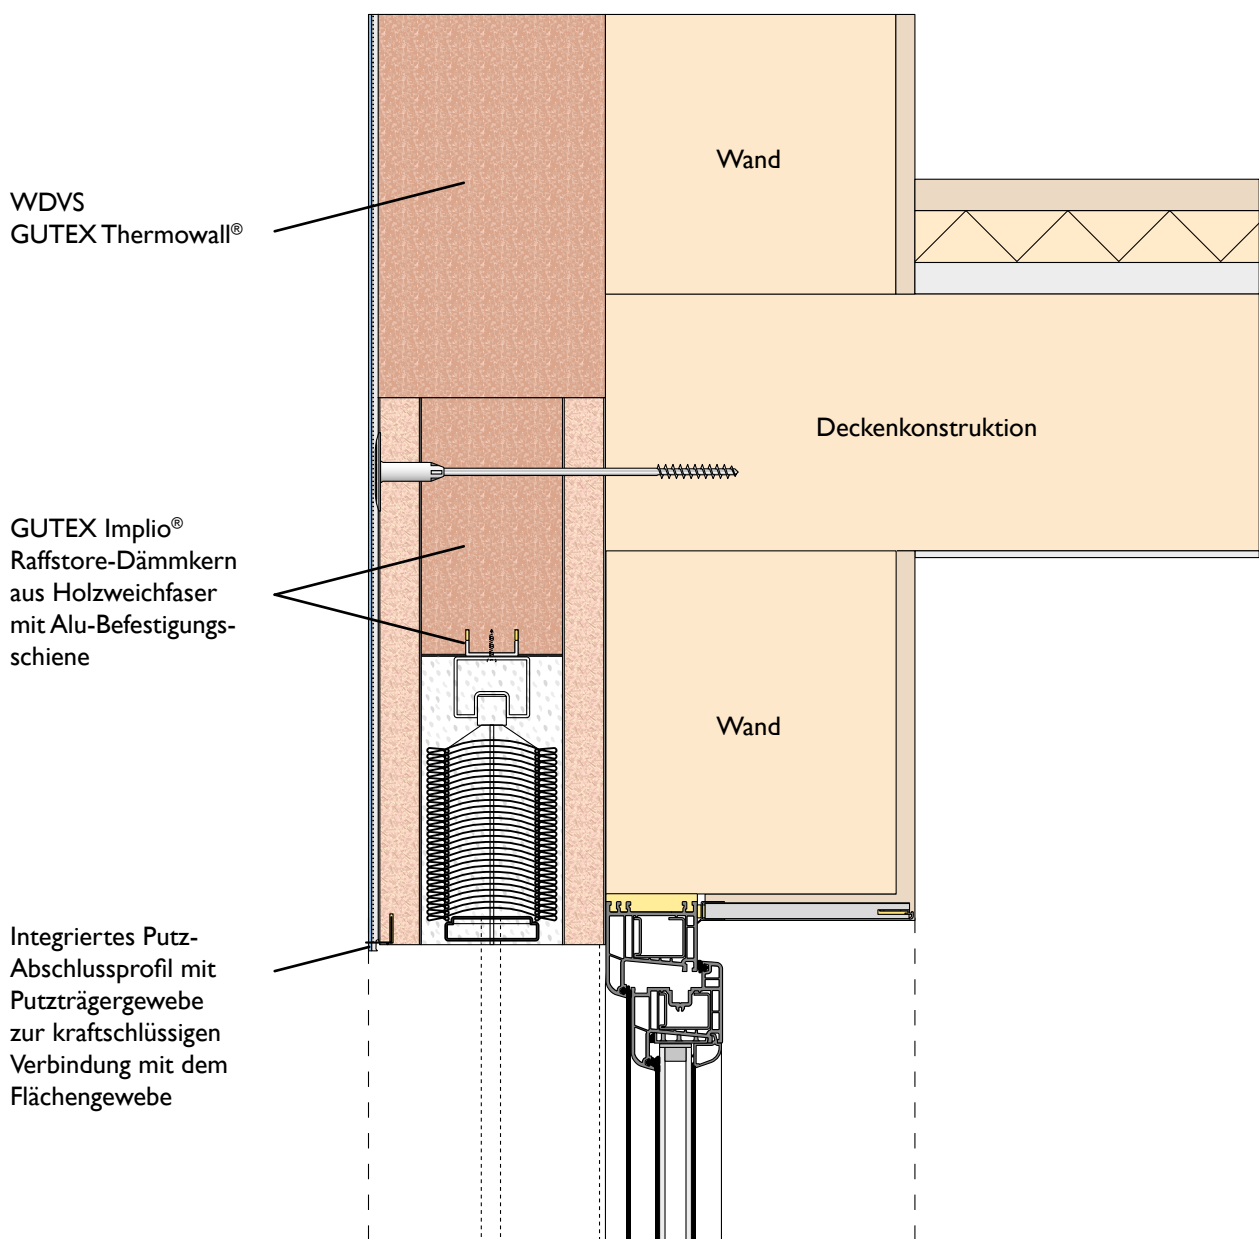 Wand
WDVS
GUTEX Thermowall®
Deckenkonstruktion
GUTEX Implio®
Raffstore-Dämmkern
aus Holzweichfaser
mit Alu-Befestigungs-
schiene
Wand
Integriertes Putz-
Abschlussprofil mit
Putzträgergewebe
zur kraftschlüssigen
Verbindung mit dem
Flächengewebe